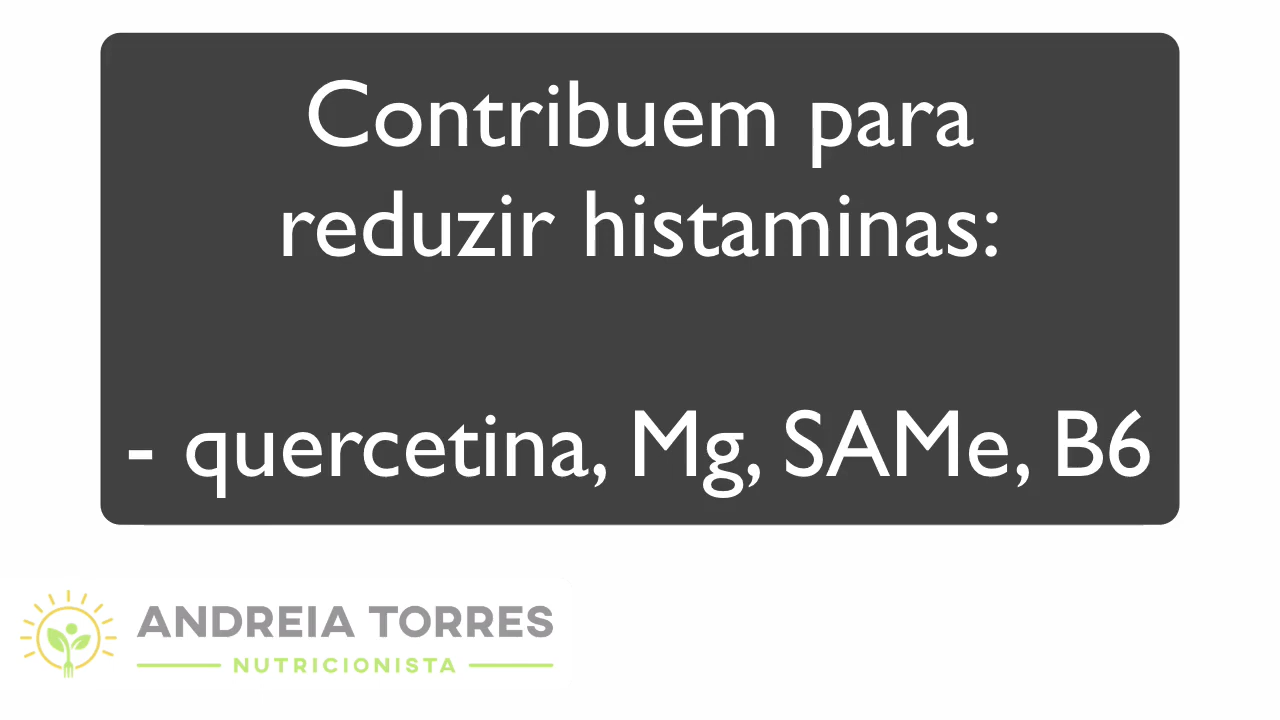 Contribuem para
reduzir histaminas:
- quercetina, Mg, SAMe, B6
ANDREIA TORRES
NUTRICIONISTA